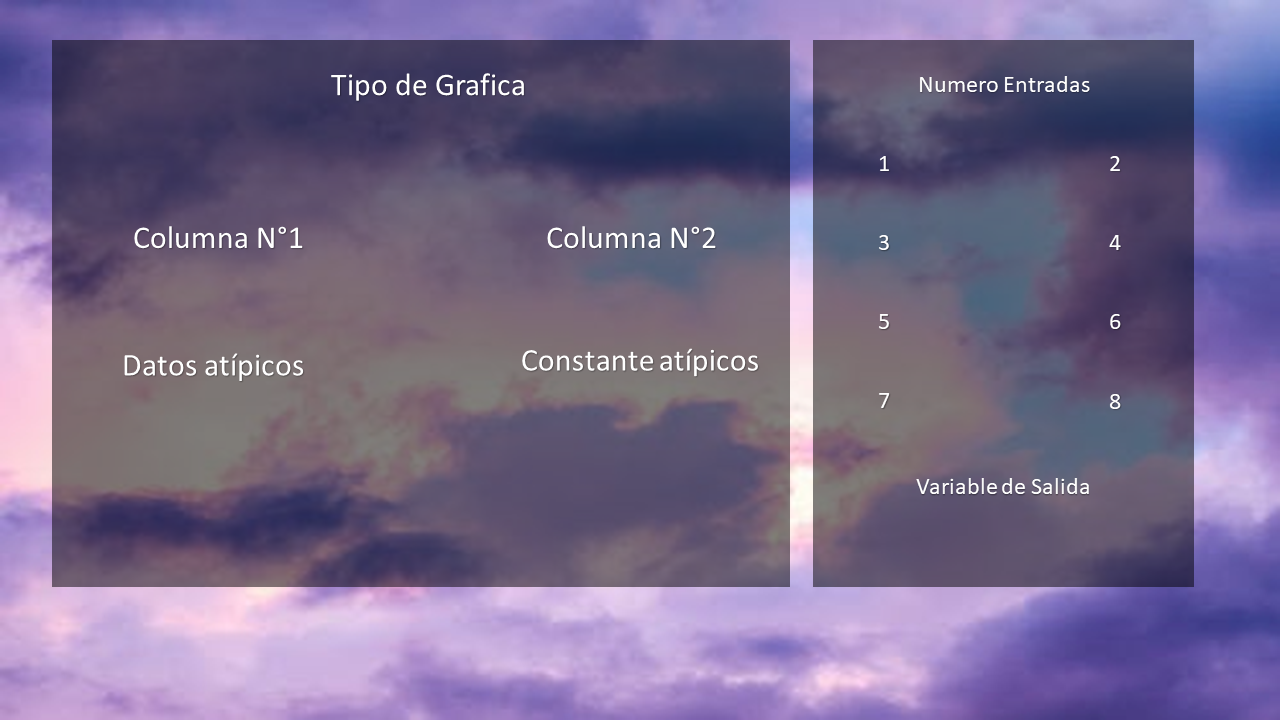 Tipo de Grafica
Columna N°1
Columna N°2
Datos atípicos
Constante atípicos
Numero Entradas
1
2
3
4
5
6
7
8
Variable de Salida